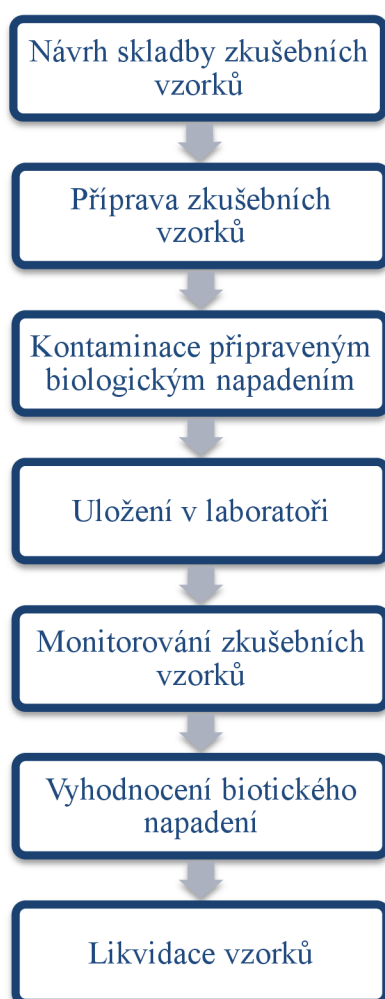 Návrh skladby zkušebních
vzorků
Příprava zkušebních
vzorků
Kontaminace připraveným
biologickým napadením
Uložení v laboratoři
Monitorování zkušebních
vzorků
Vyhodnocení biotického
napadení
Likvidace vzorků